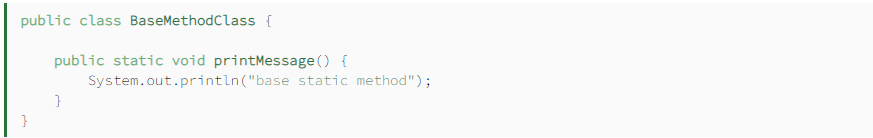 public class BaseMethodClass {
public static void printMessage() {
System.out.println("base static method");
}
}